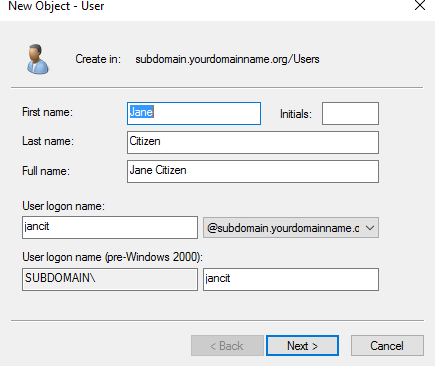 New Object - User
Create in: subdomain.yourdomainname.org/Users
First name: Jane Initials:
Last name: Citizen
Full name: Jane Citizen
User logon name:
jancit @subdomain.yourdomainname.c
User logon name (pre-Windows 2000):
SUBDOMAIN\ jancit
< Back Next > Cancel